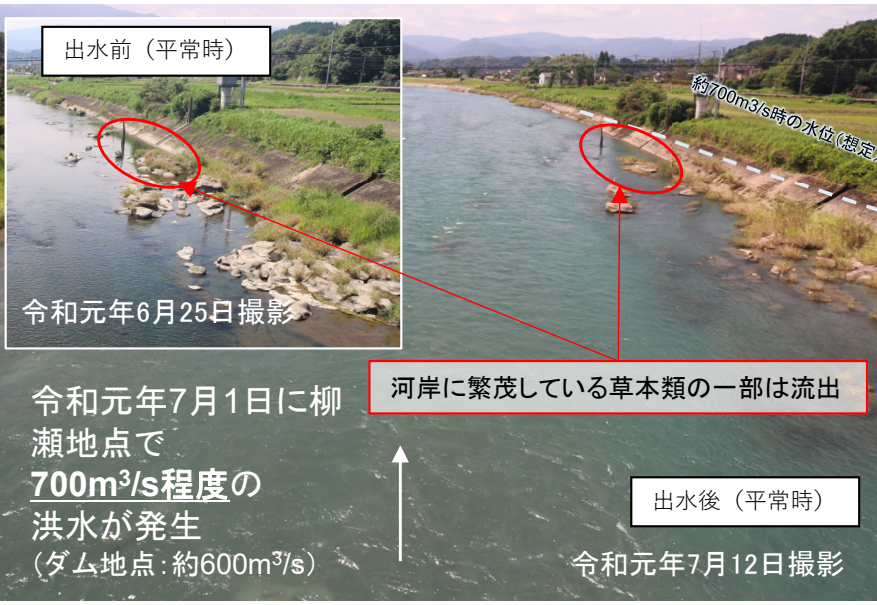 出水前（平常時）
約700m3/s時の水位(想定)
令和元年6月25日撮影
河岸に繁茂している草本類の一部は流出
令和元年7月1日に柳
瀬地点で
700m³/s程度の
洪水が発生
(ダム地点:約600m³/s)
出水後（平常時）
令和元年7月12日撮影